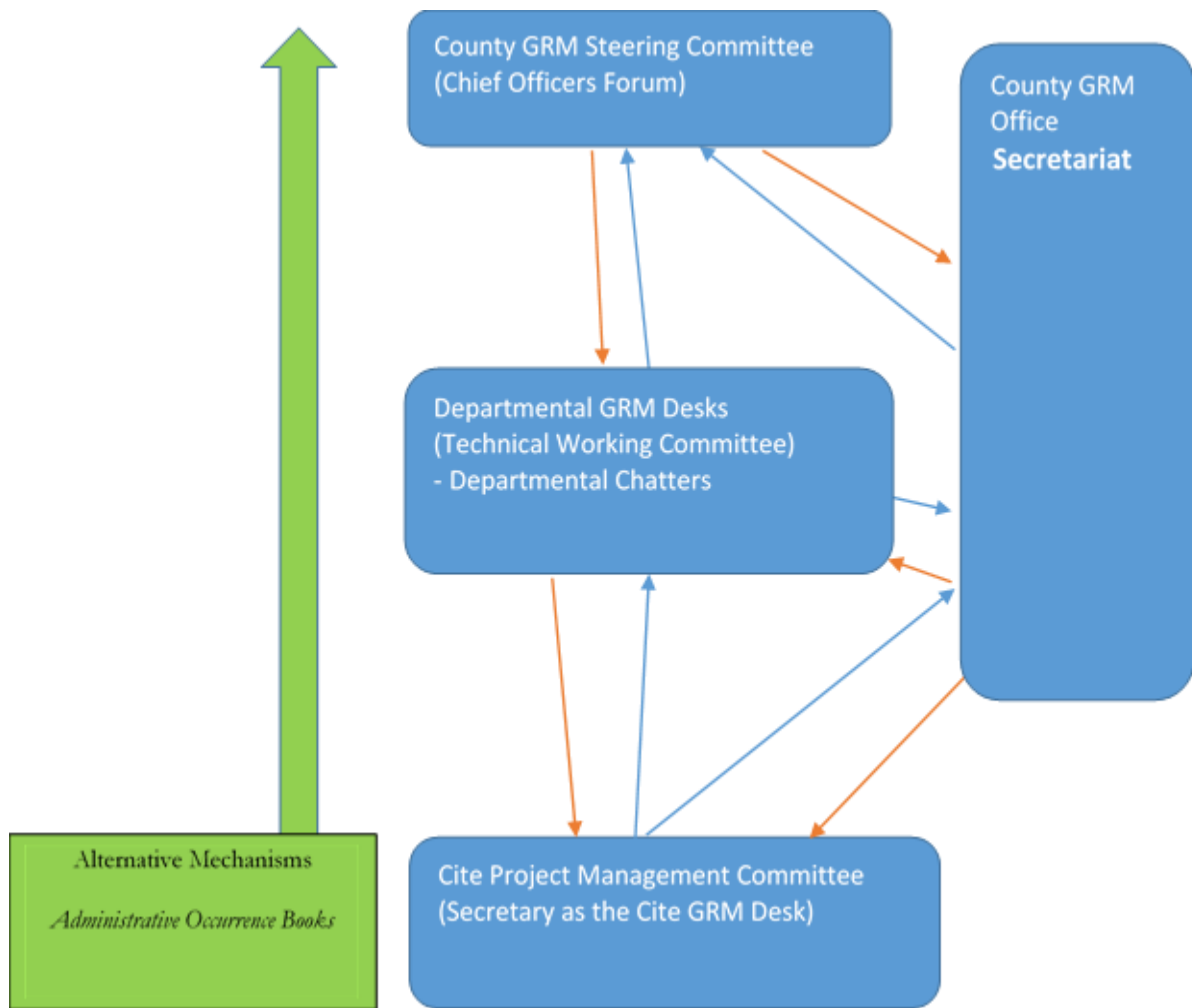 County GRM Steering Committee
(Chief Officers Forum)
County GRM
Office
Secretariat
Departmental GRM Desks
(Technical Working Committee)
- Departmental Chatters
Alternative Mechanisms
Administrative Occurrence Books
Cite Project Management Committee
(Secretary as the Cite GRM Desk)